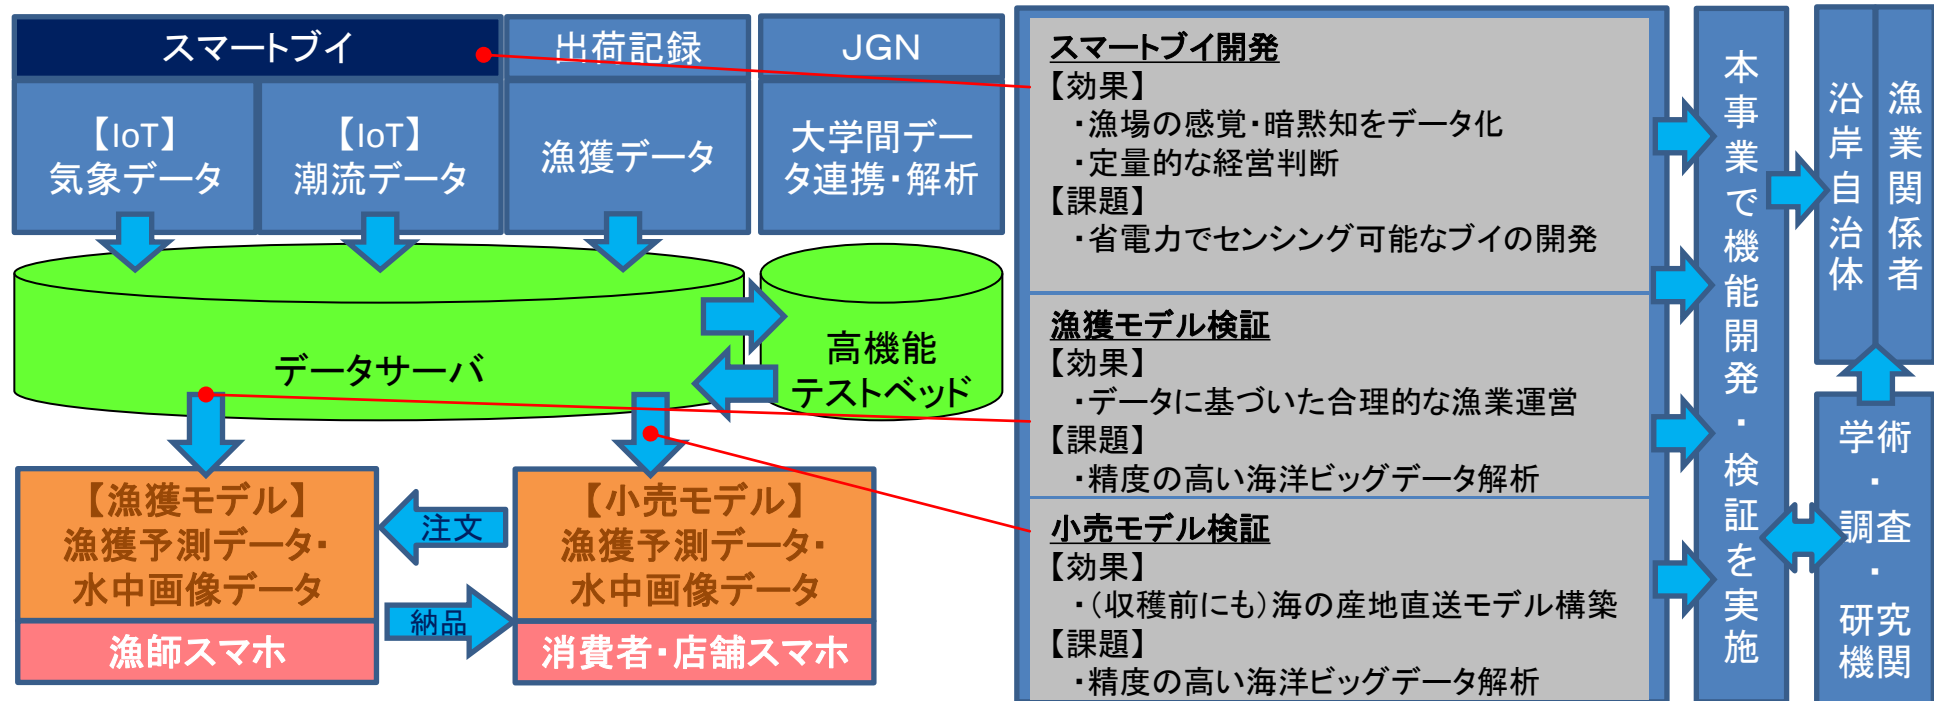 スマートブイ
出荷記録
JGN
【IoT】
気象データ
【IoT】
潮流データ
漁獲データ
大学間デー
タ連携・解析
データサーバ
高機能
テストベッド
【漁獲モデル】
漁獲予測データ・
水中画像データ
漁師スマホ
注文
納品
【小売モデル】
漁獲予測データ・
水中画像データ
消費者・店舗スマホ
スマートブイ開発
【効果】
・漁場の感覚・暗黙知をデータ化
・定量的な経営判断
【課題】
・省電力でセンシング可能なブイの開発
漁獲モデル検証
【効果】
・データに基づいた合理的な漁業運営
【課題】
・精度の高い海洋ビッグデータ解析
小売モデル検証
【効果】
・（収穫前にも）海の産地直送モデル構築
【課題】
・精度の高い海洋ビッグデータ解析
本事業で機能開発・検証を実施
沿岸自治体
漁業関係者
学術
・
調査
・
研究
機関